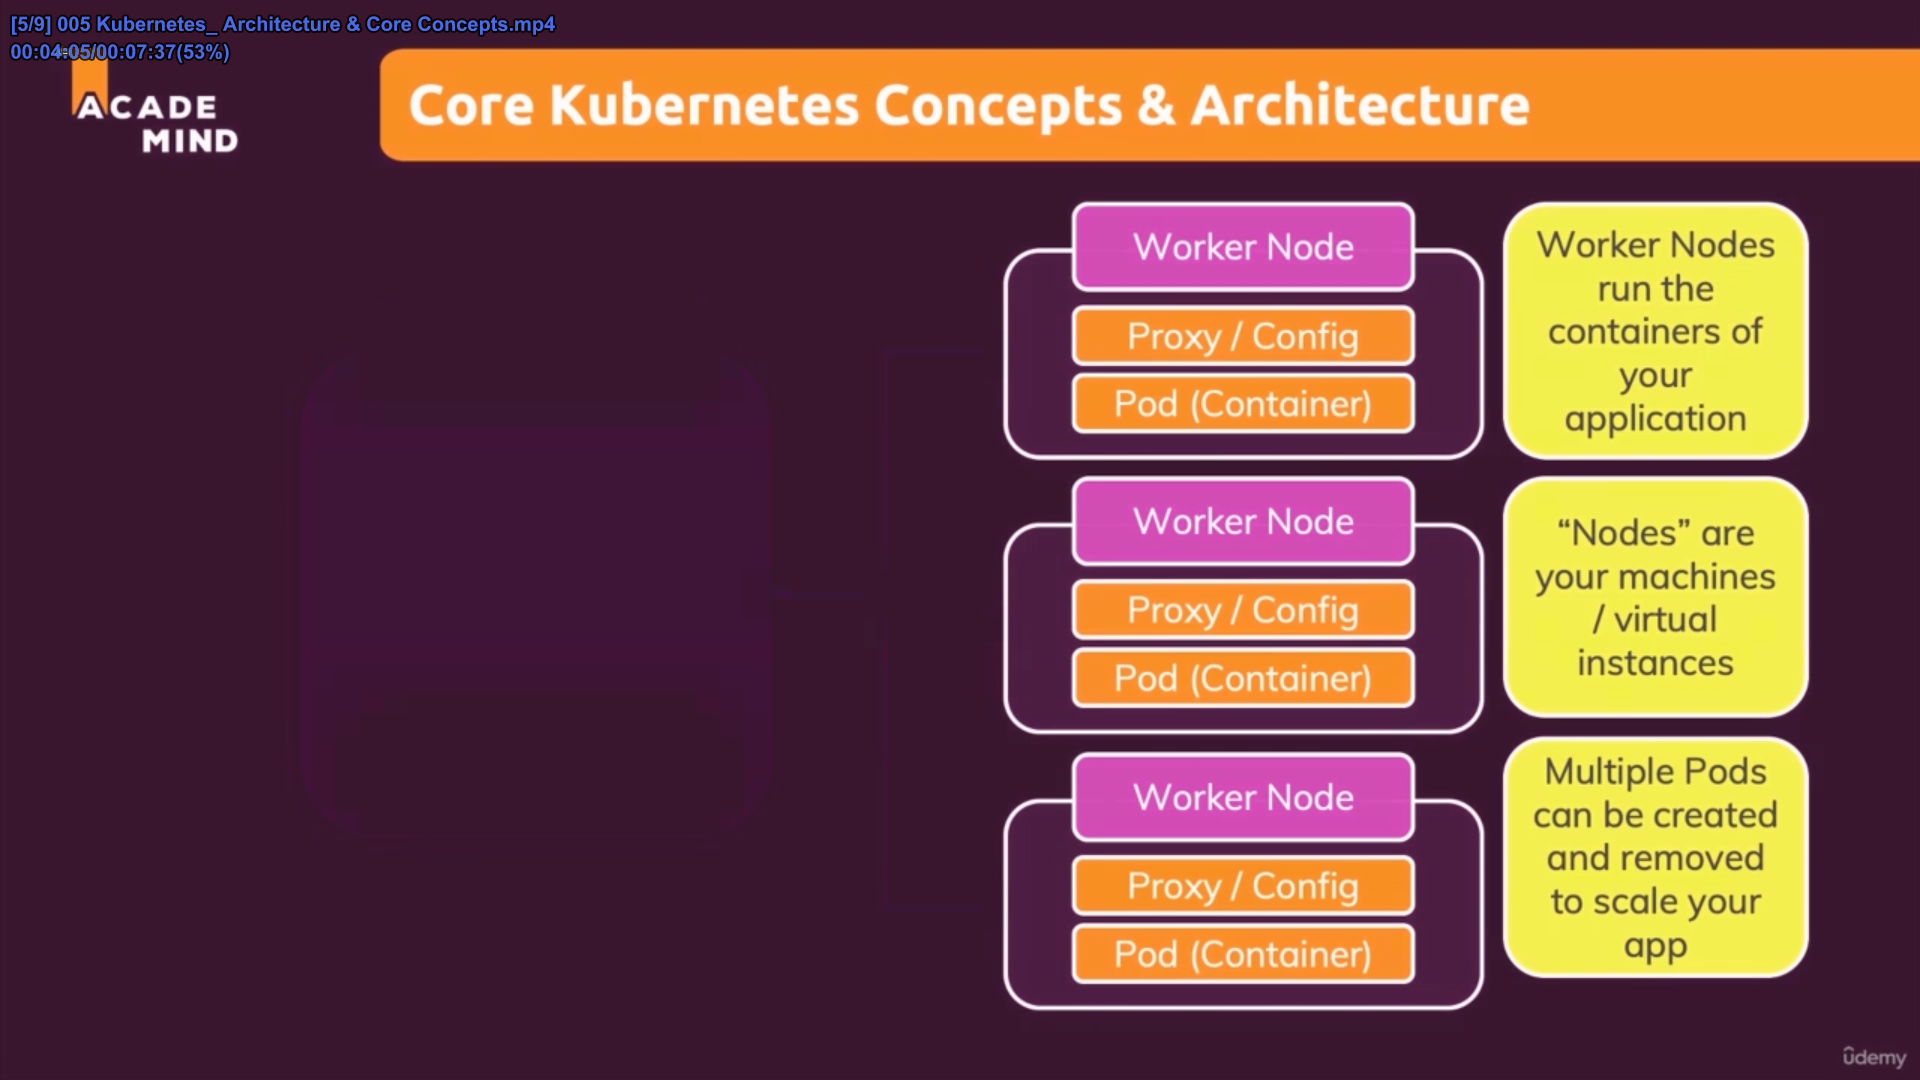 [5/9] 005 Kubernetes_ Architecture & Core Concepts.mp4
00:04:05/00:07:37(53%)
ACADE
MIND
Core Kubernetes Concepts & Architecture
Worker Node
Proxy / Config
Pod (Container)
Worker Nodes
run the
containers of
your
application
Worker Node
Proxy / Config
Pod (Container)
“Nodes” are
your machines
/ virtual
instances
Worker Node
Proxy / Config
Pod (Container)
Multiple Pods
can be created
and removed
to scale your
app
ûdemy